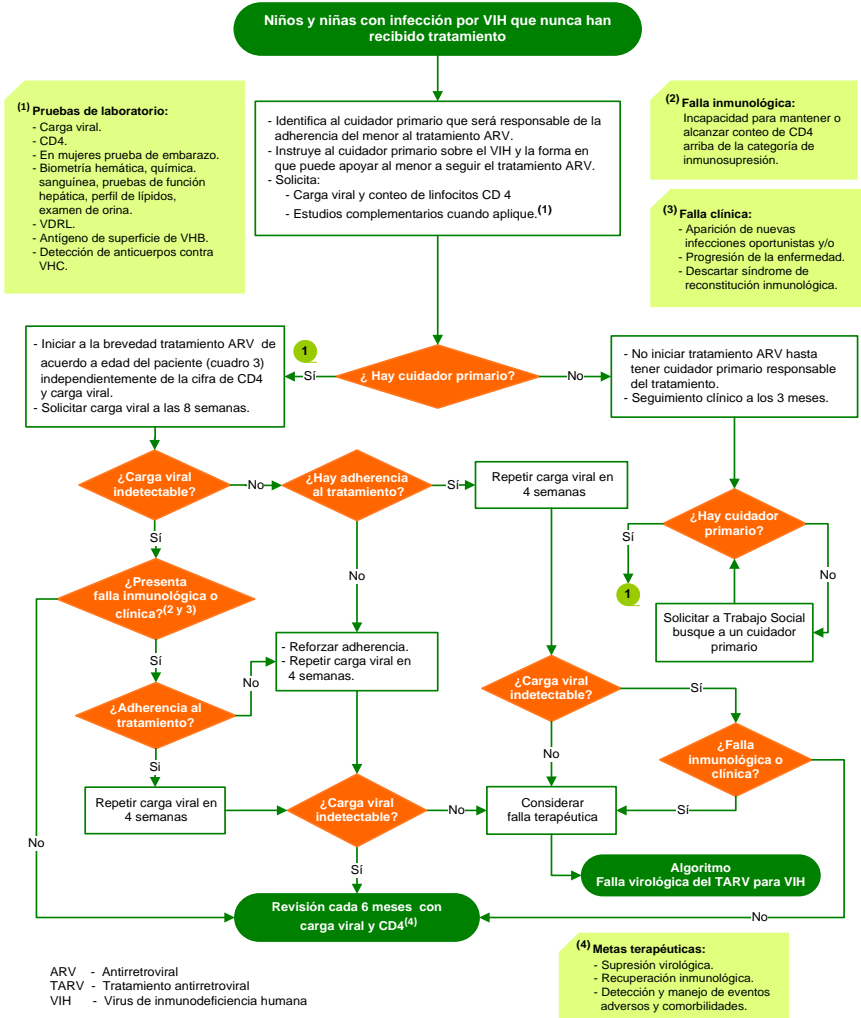 Niños y niñas con infección por VIH que nunca han
recibido tratamiento
(1) Pruebas de laboratorio:
- Carga viral.
- CD4.
- En mujeres prueba de embarazo.
- Biometría hemática, química.
sanguínea, pruebas de función
hepática, perfil de lípidos,
examen de orina.
- VDRL.
- Antígeno de superficie de VHB.
- Detección de anticuerpos contra
VHC.
- Identifica al cuidador primario que será responsable de la
adherencia del menor al tratamiento ARV.
- Instruye al cuidador primario sobre el VIH y la forma en
que puede apoyar al menor a seguir el tratamiento ARV.
- Solicita:
- Carga viral y conteo de linfocitos CD 4
- Estudios complementarios cuando aplique.(1)
(2) Falla inmunológica:
Incapacidad para mantener o
alcanzar conteo de CD4
arriba de la categoría de
inmunosupresión.
(3) Falla clínica:
- Aparición de nuevas
infecciones oportunistas y/o
- Progresión de la enfermedad.
- Descartar síndrome de
reconstitución inmunológica.
- Iniciar a la brevedad tratamiento ARV de
acuerdo a edad del paciente (cuadro 3)
independientemente de la cifra de CD4
y carga viral.
- Solicitar carga viral a las 8 semanas.
1
Sí
¿ Hay cuidador primario?
No
- No iniciar tratamiento ARV hasta
tener cuidador primario responsable
del tratamiento.
- Seguimiento clínico a los 3 meses.
¿Carga viral
indetectable?
No
¿Hay adherencia
al tratamiento?
Sí
Repetir carga viral en
4 semanas
¿Hay cuidador
primario?
Sí
No
1
Solicitar a Trabajo Social
busque a un cuidador
primario
Sí
No
¿Presenta
falla inmunológica o
clínica?(2 y 3)
Sí
No
- Reforzar adherencia.
- Repetir carga viral en
4 semanas.
¿Adherencia al
tratamiento?
No
Si
¿Carga viral
indetectable?
Sí
No
¿Falla
inmunológica o
clínica?
Repetir carga viral en
4 semanas
¿Carga viral
indetectable?
No
Considerar
falla terapéutica
Sí
Sí
Algoritmo
Falla virológica del TARV para VIH
Revisión cada 6 meses con
carga viral y CD4(4)
No
(4) Metas terapéuticas:
- Supresión virológica.
- Recuperación inmunológica.
- Detección y manejo de eventos
adversos y comorbilidades.
ARV - Antirretroviral
TARV - Tratamiento antirretroviral
VIH - Virus de inmunodeficiencia humana